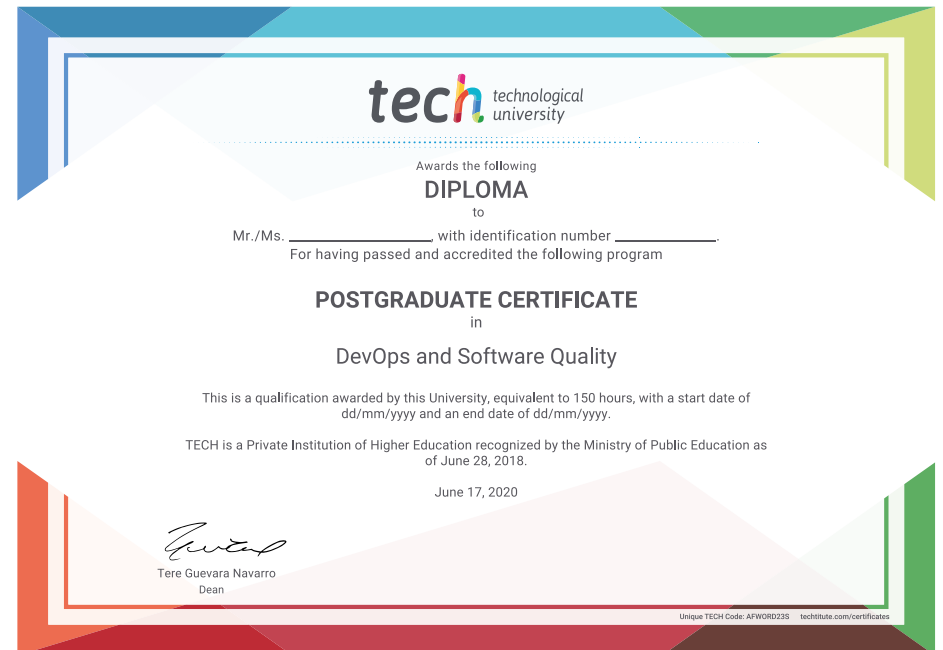 tech technological
university
Awards the following
DIPLOMA
to
Mr./Ms. __________________, with identification number _____________.
For having passed and accredited the following program
POSTGRADUATE CERTIFICATE
in
DevOps and Software Quality
This is a qualification awarded by this University, equivalent to 150 hours, with a start date of
dd/mm/yyyy and an end date of dd/mm/yyyy.
TECH is a Private Institution of Higher Education recognized by the Ministry of Public Education as
of June 28, 2018.
June 17, 2020
Tere Guevara Navarro
Dean
Unique TECH Code: AFWORD23S techtitute.com/certificates